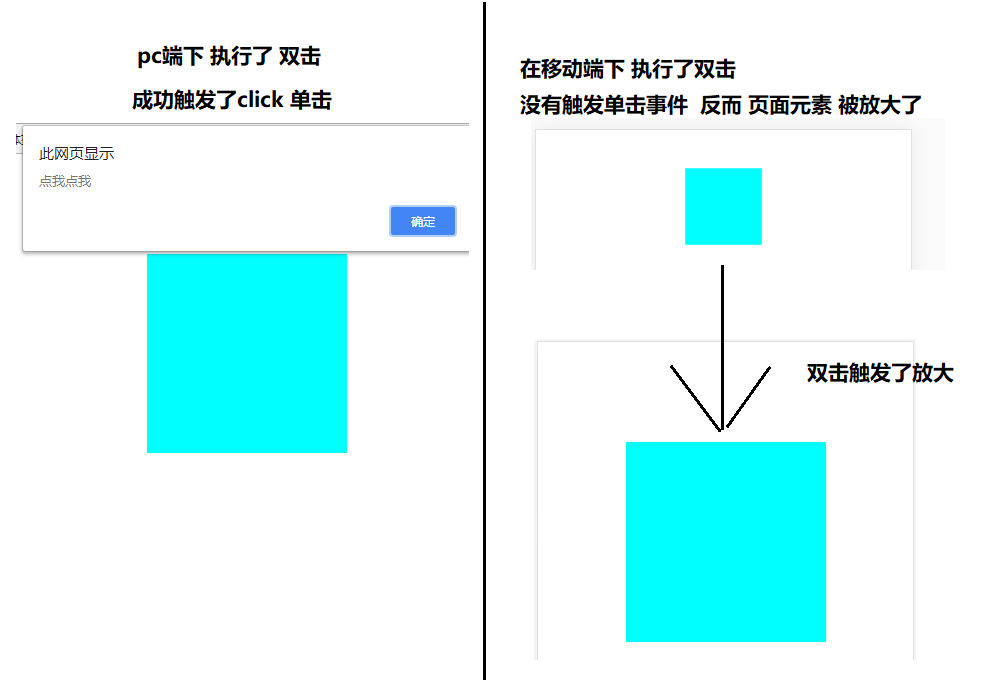 pc端下 执行了 双击
成功触发了click 单击
此网页显示
点我点我
确定
在移动端下 执行了双击
没有触发单击事件 反而 页面元素 被放大了
双击触发了放大